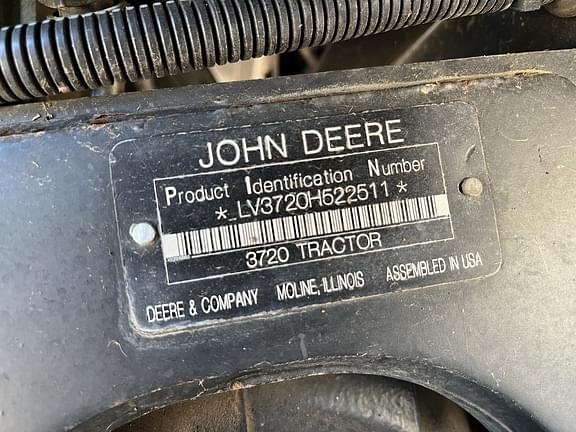 JOHN DEERE
Product Identification Number
*LV3720H522511*
3720 TRACTOR
DEERE & COMPANY MOLINE, ILLINOIS ASSEMBLED IN USA